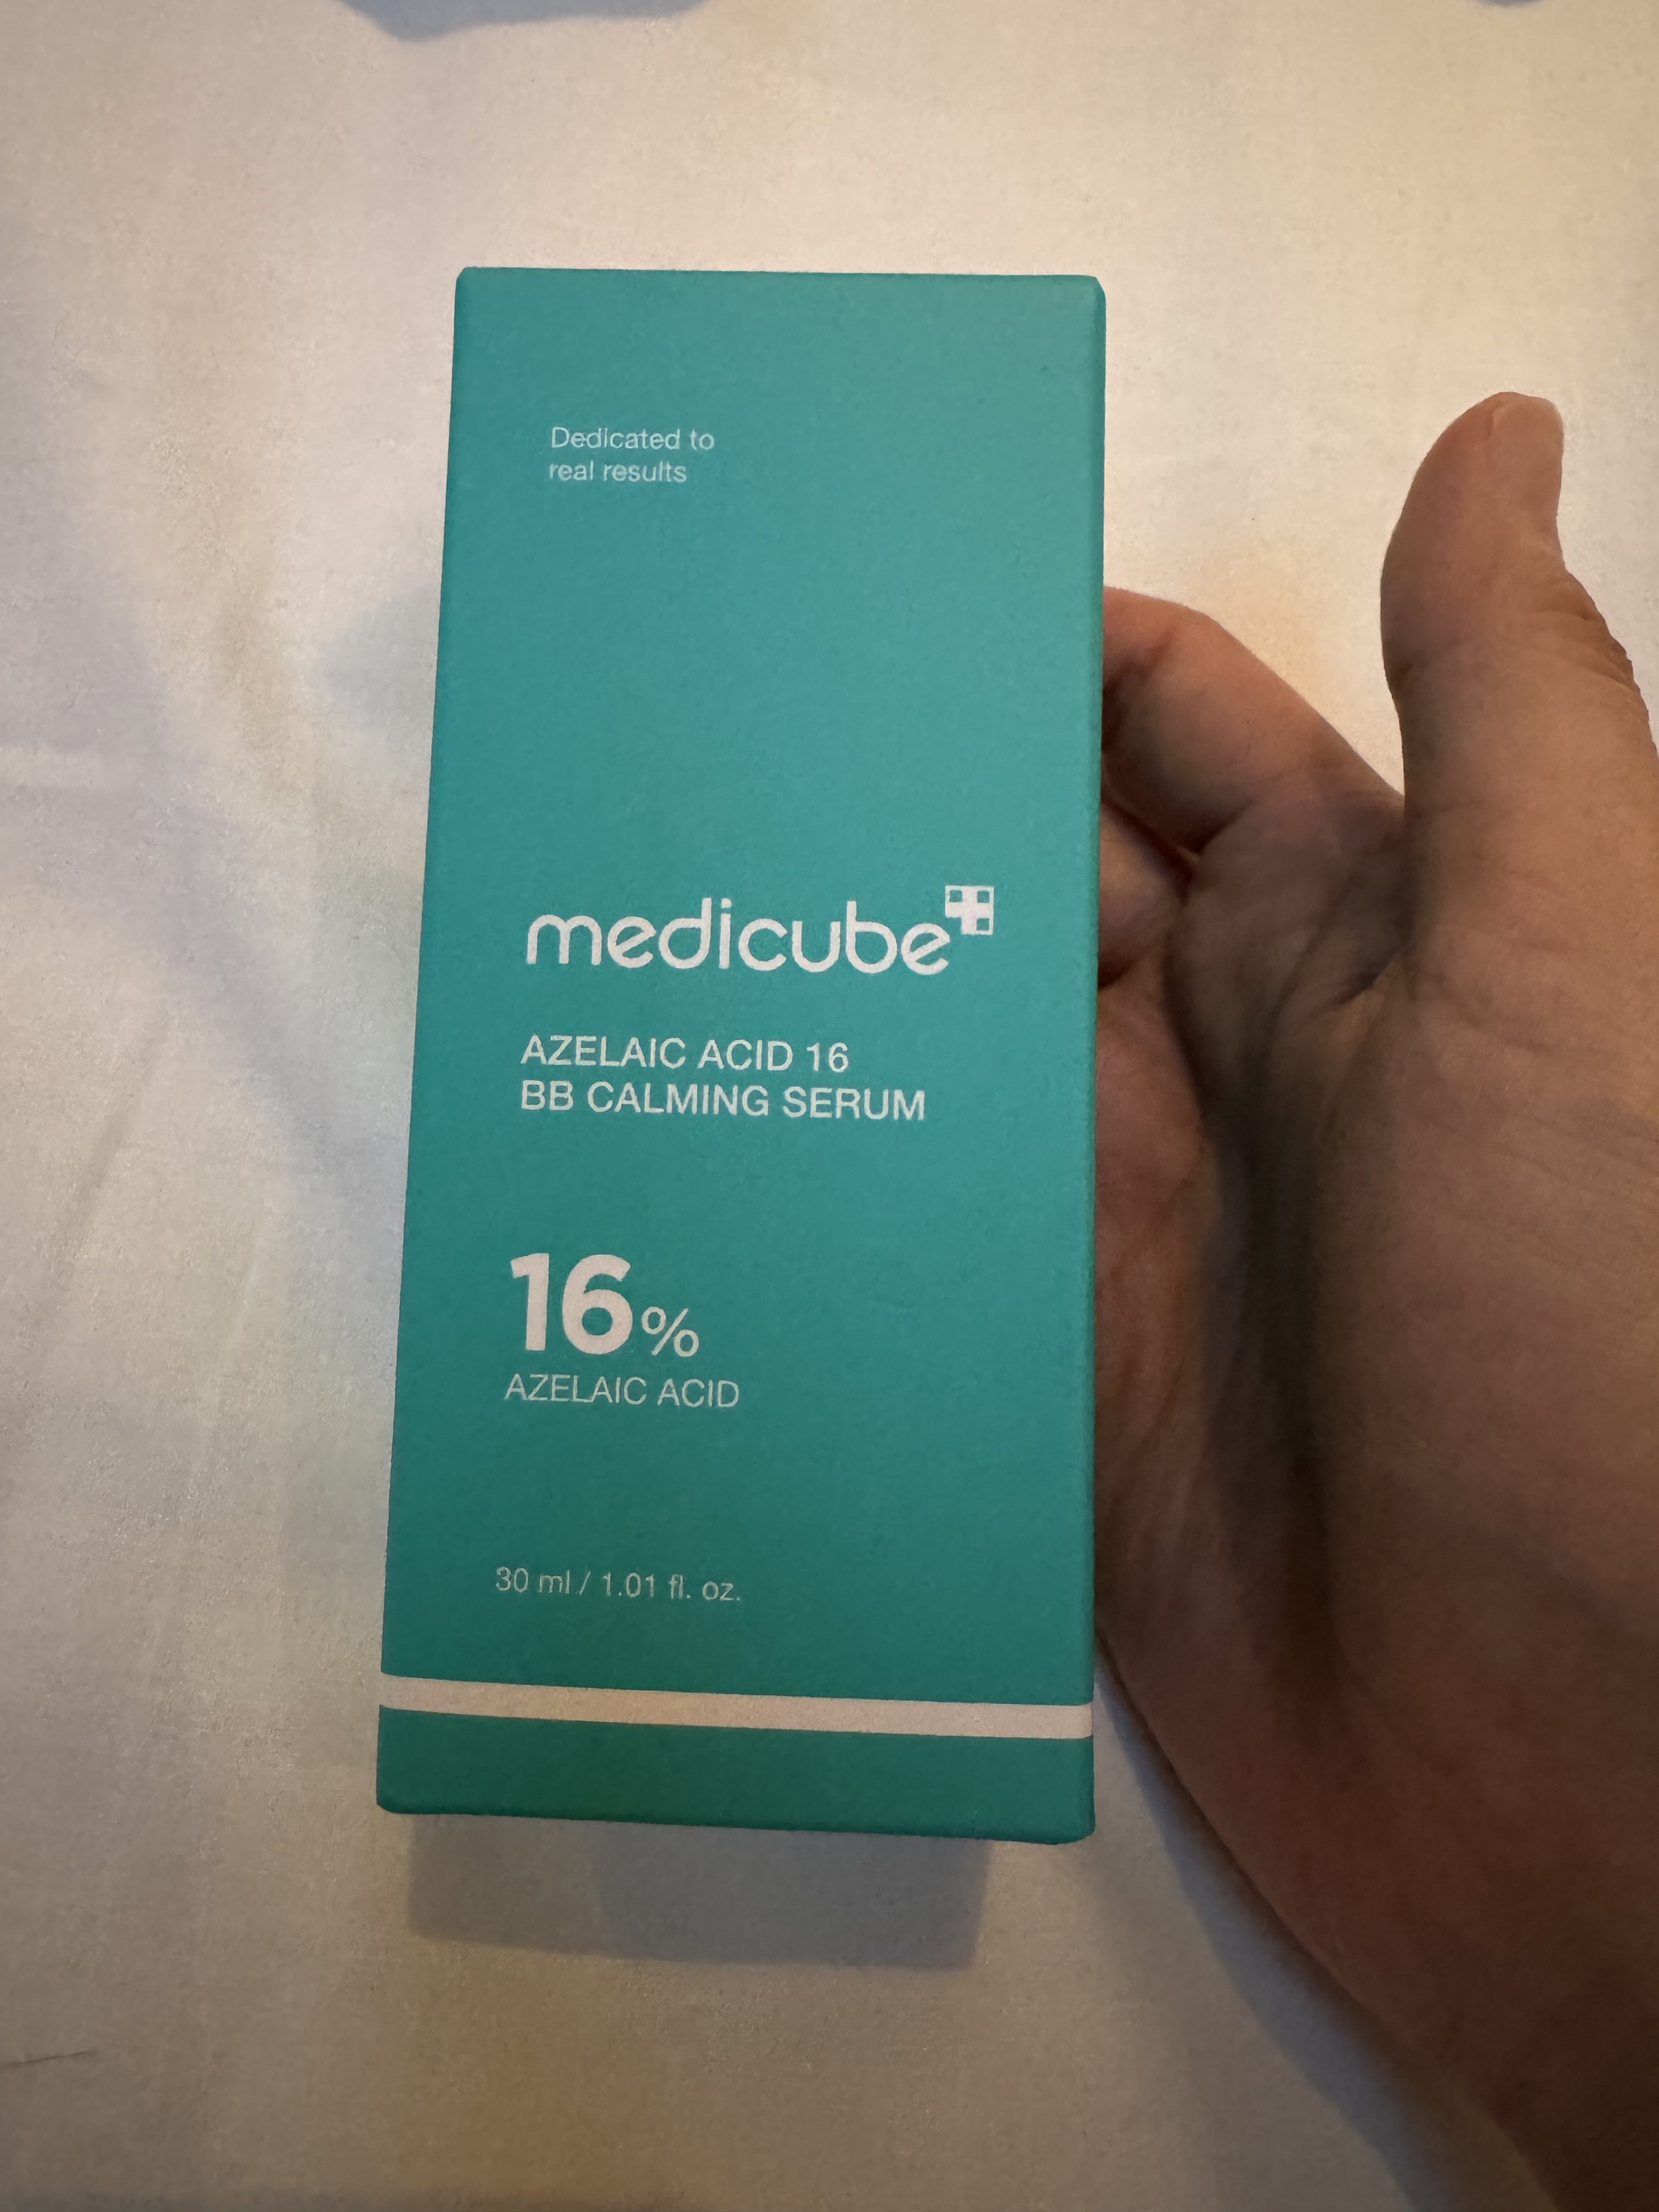 Dedicated to
real results
medicube
AZELAIC ACID 16
BB CALMING SERUM
16%
AZELAIC ACID
30 ml / 1.01 fl. oz.